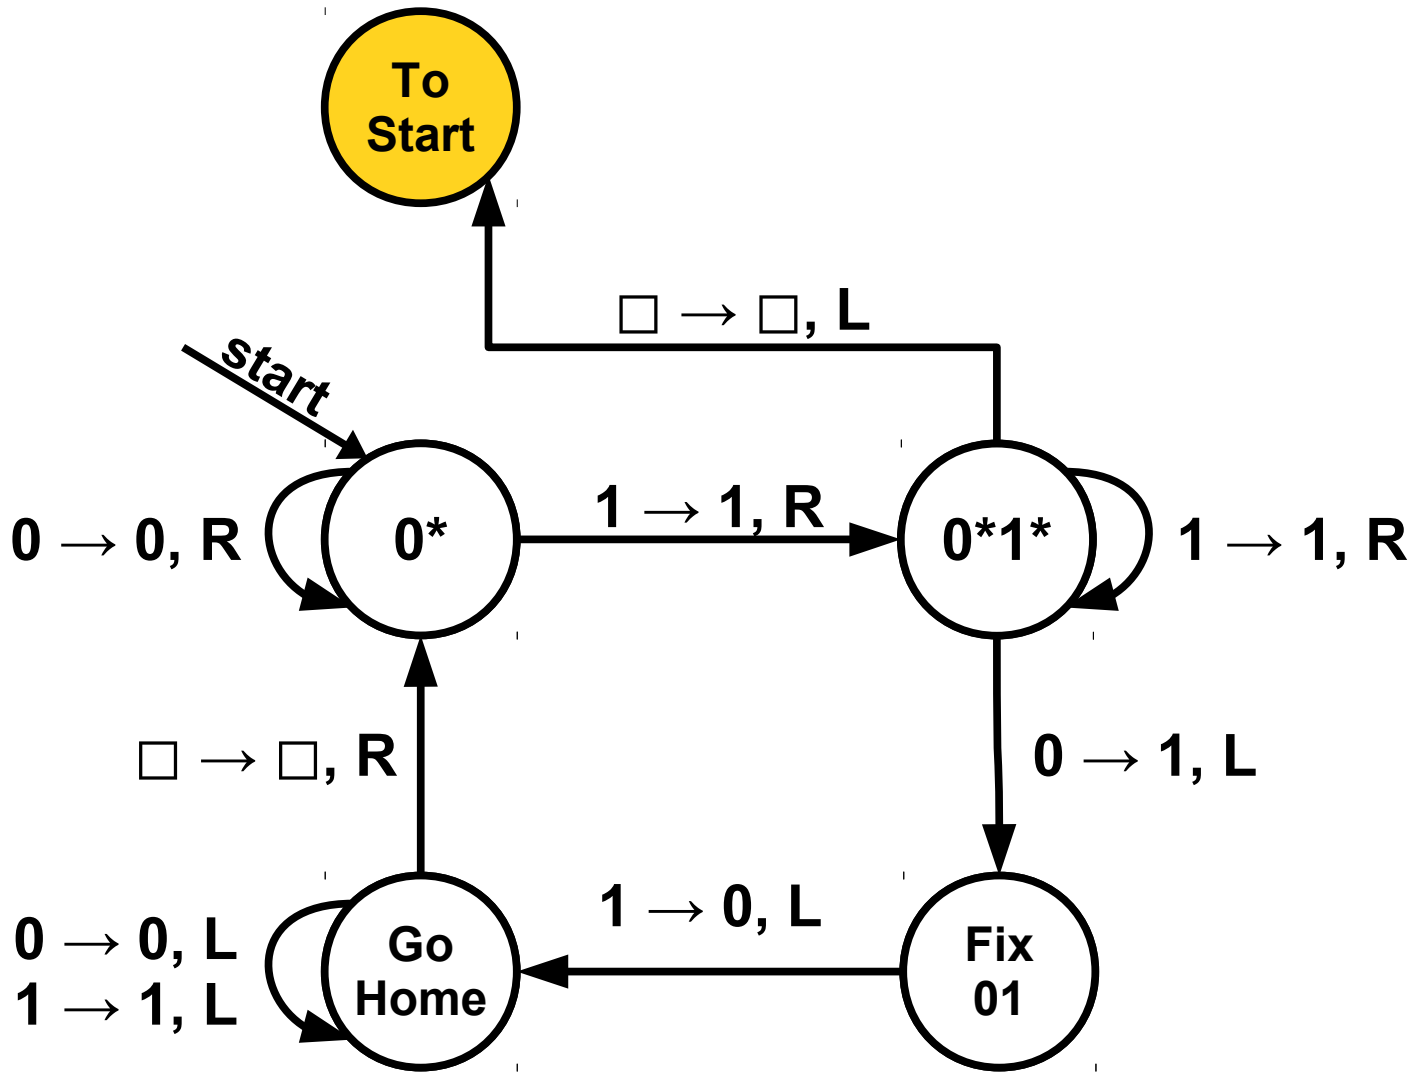 To
Start
□ → □, L
start
0 → 0, R
0*
1 → 1, R
0*1*
1 → 1, R
□ → □, R
0 → 1, L
0 → 0, L
1 → 1, L
Go
Home
1 → 0, L
Fix
01